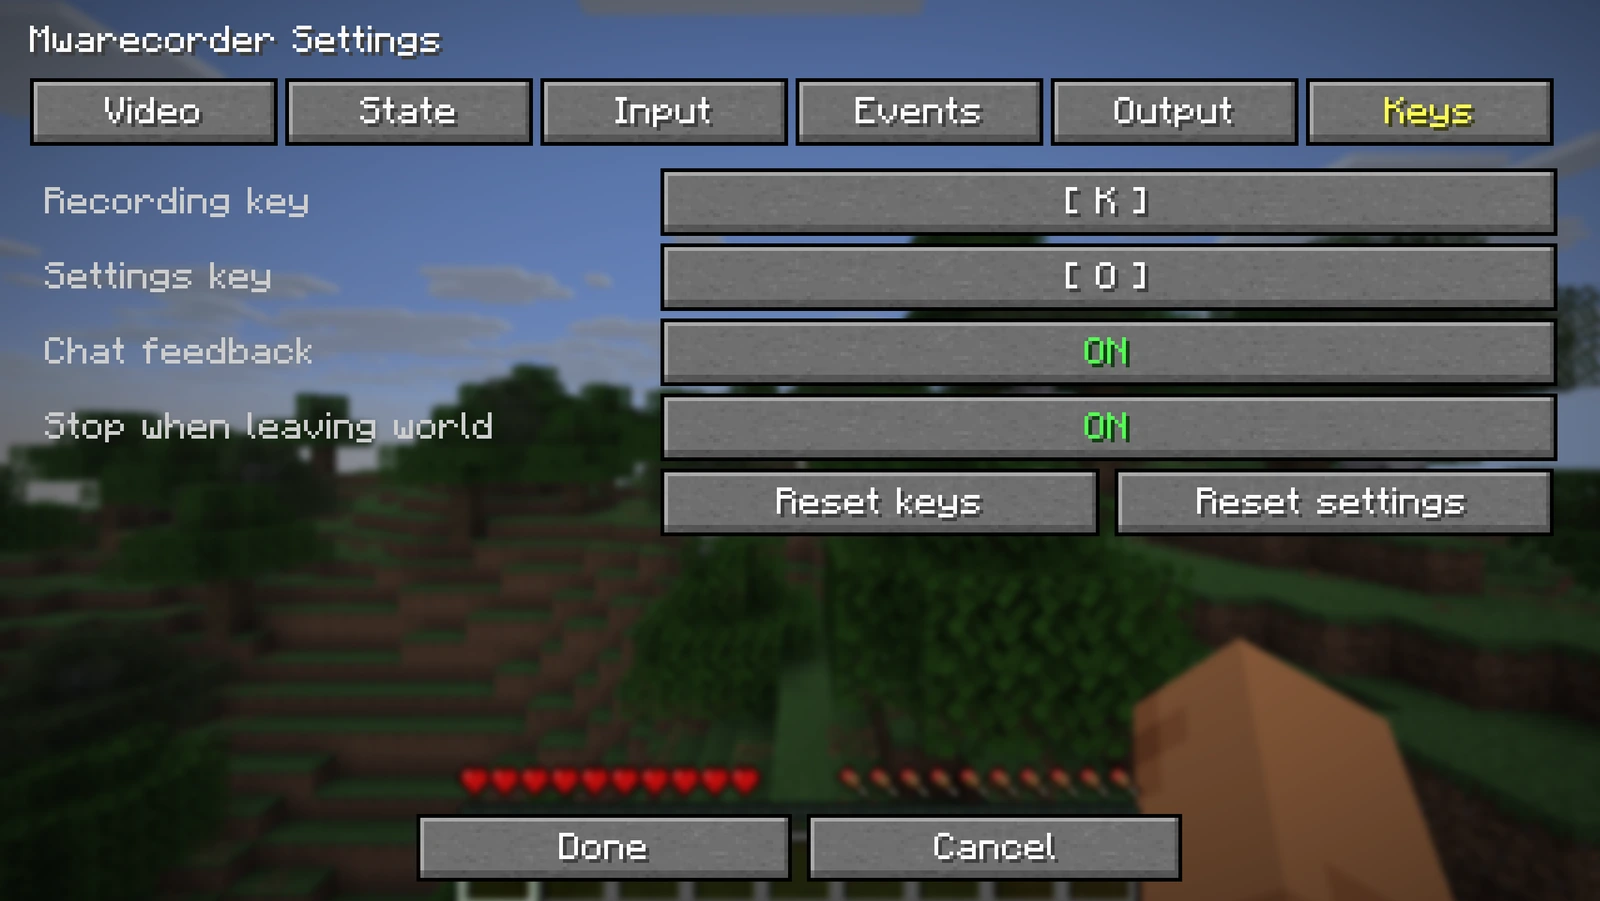 Mwarecorder Settings
Video State Input Events Output Keys
Recording key [ K ]
Settings key [ O ]
Chat feedback ON
Stop when leaving world ON
Reset keys Reset settings
Done Cancel